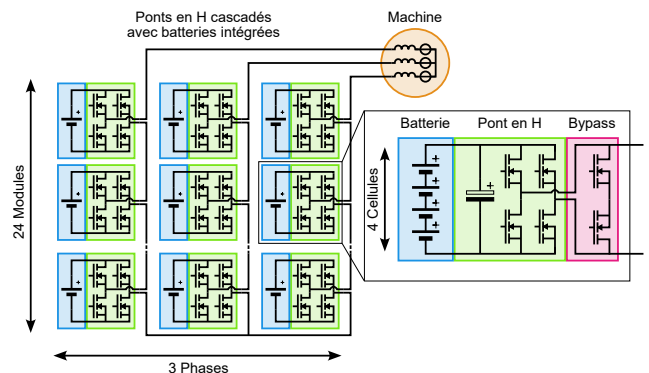 Ponts en H cascadés
avec batteries intégrées
Machine
24 Modules
3 Phases
Batterie
Pont en H
Bypass
4 Cellules